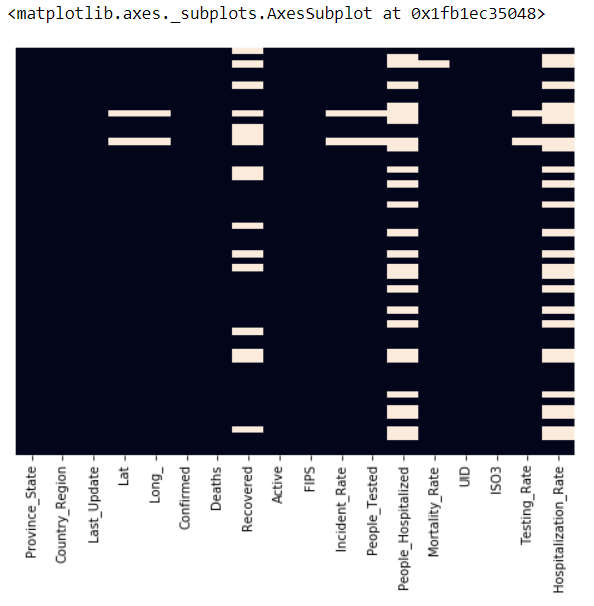 <matplotlib.axes._subplots.AxesSubplot at 0x1fb1ec35048>
Province_State
Country_Region
Last_Update
Lat
Long_
Confirmed
Deaths
Recovered
Active
FIPS
Incident_Rate
People_Tested
People_Hospitalized
Mortality_Rate
UID
ISO3
Testing_Rate
Hospitalization_Rate